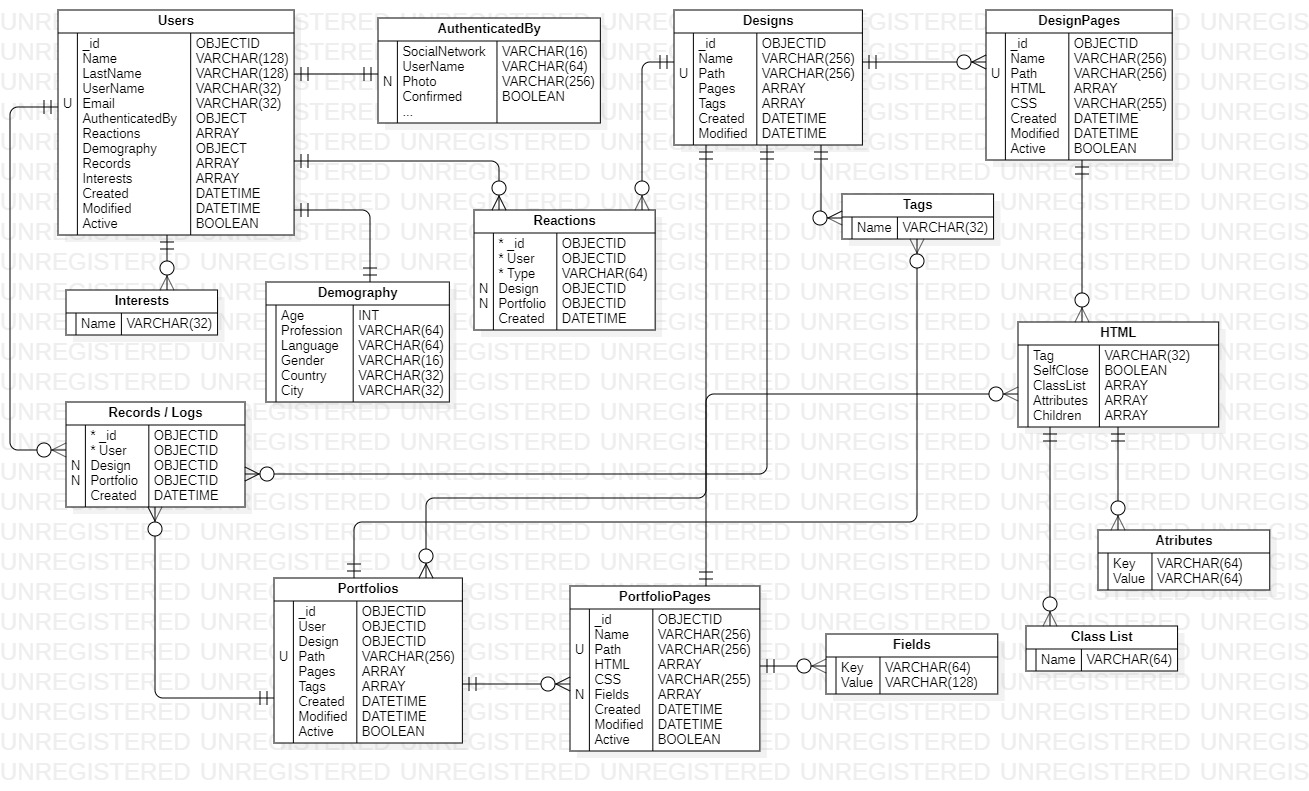 Users
_id OBJECTID
Name VARCHAR(128)
LastName VARCHAR(128)
UserName VARCHAR(32)
U Email VARCHAR(32)
AuthenticatedBy OBJECT
Reactions ARRAY
Demography OBJECT
Records ARRAY
Interests ARRAY
Created DATETIME
Modified DATETIME
Active BOOLEAN
AuthenticatedBy
SocialNetwork VARCHAR(16)
UserName VARCHAR(64)
N Photo VARCHAR(256)
Confirmed BOOLEAN
...
Designs
_id OBJECTID
Name VARCHAR(256)
U Path VARCHAR(256)
Pages ARRAY
Tags ARRAY
Created DATETIME
Modified DATETIME
DesignPages
_id OBJECTID
Name VARCHAR(256)
U Path VARCHAR(256)
HTML ARRAY
CSS VARCHAR(255)
Created DATETIME
Modified DATETIME
Active BOOLEAN
Tags
Name VARCHAR(32)
Reactions
* _id OBJECTID
* User OBJECTID
* Type VARCHAR(64)
N Design OBJECTID
N Portfolio OBJECTID
Created DATETIME
Interests
Name VARCHAR(32)
Demography
Age INT
Profession VARCHAR(64)
Language VARCHAR(64)
Gender VARCHAR(16)
Country VARCHAR(32)
City VARCHAR(32)
HTML
Tag VARCHAR(32)
SelfClose BOOLEAN
ClassList ARRAY
Attributes ARRAY
Children ARRAY
Records / Logs
* _id OBJECTID
* User OBJECTID
N Design OBJECTID
N Portfolio OBJECTID
Created DATETIME
Atributes
Key VARCHAR(64)
Value VARCHAR(64)
Portfolios
_id OBJECTID
User OBJECTID
Design OBJECTID
U Path VARCHAR(256)
Pages ARRAY
Tags ARRAY
Created DATETIME
Modified DATETIME
Active BOOLEAN
PortfolioPages
_id OBJECTID
Name VARCHAR(256)
U Path VARCHAR(256)
HTML ARRAY
CSS VARCHAR(255)
N Fields ARRAY
Created DATETIME
Modified DATETIME
Active BOOLEAN
Fields
Key VARCHAR(64)
Value VARCHAR(128)
Class List
Name VARCHAR(64)
UNREGISTERED UNREGISTERED UNREGISTERED UNREGISTERED UNREGISTERED UNREGISTERED UNREGIS